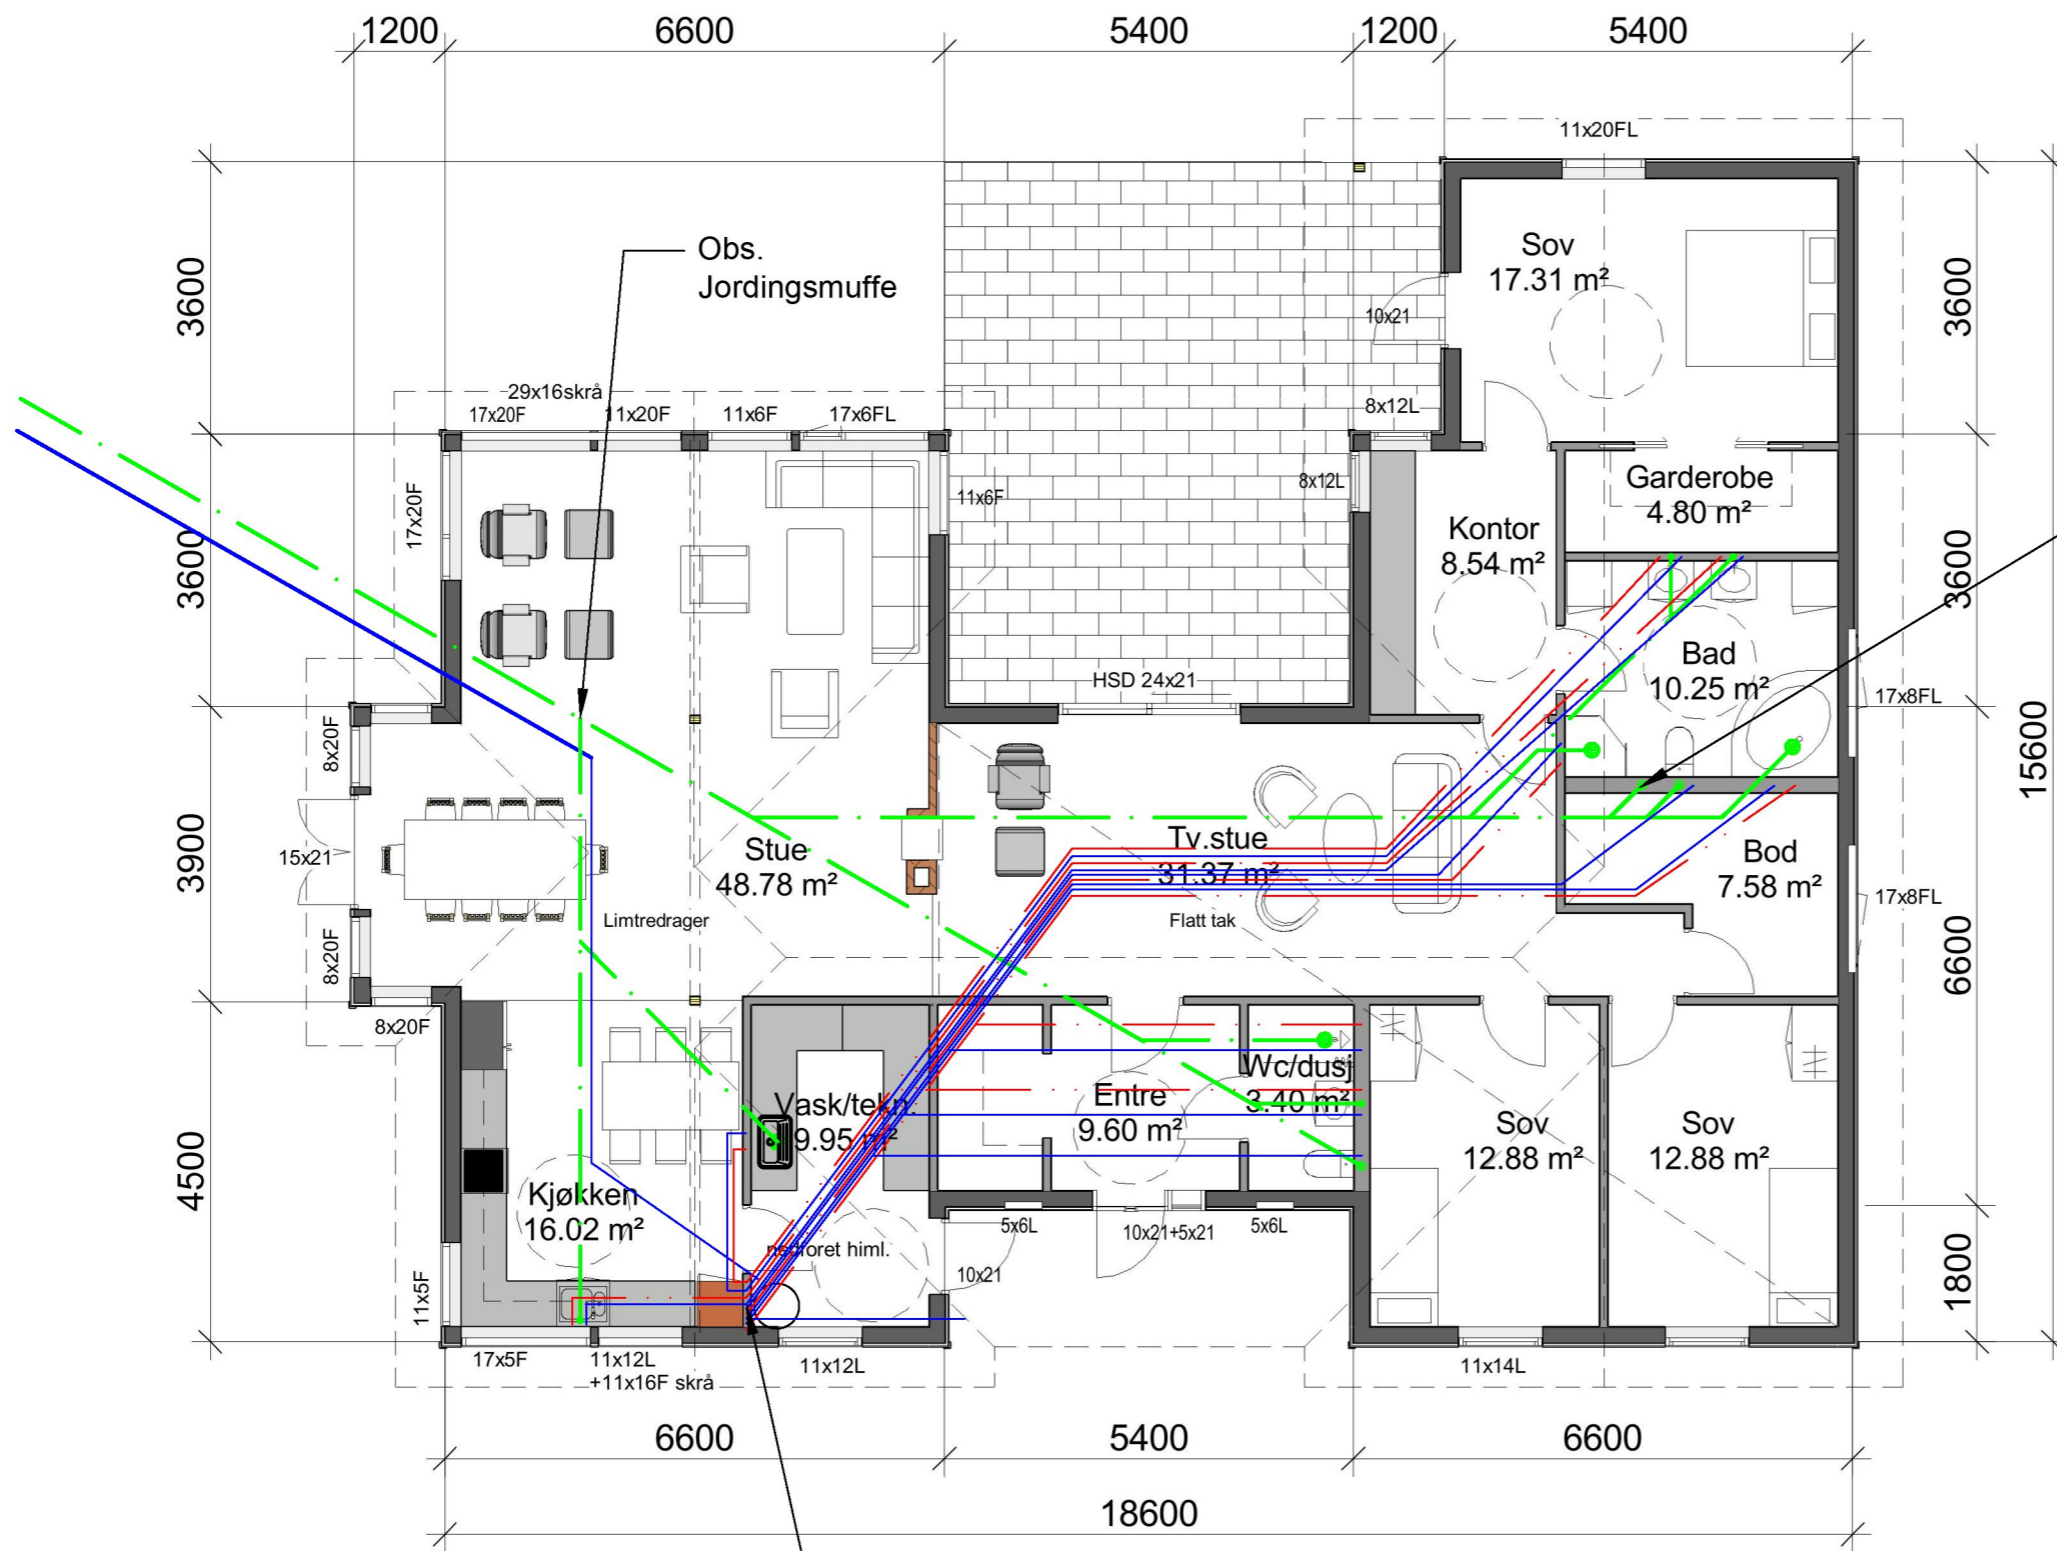 1200
6600
5400
1200
5400
11x20FL
3600
Obs.
Jordingsmuffe
Sov
17.31 m²
10x21
3600
29x16skrå
17x20F
11x20F
11x6F
17x6FL
8x12L
17x20F
11x6F
8x12L
Garderobe
4.80 m²
Kontor
8.54 m²
3600
3600
Bad
10.25 m²
HSD 24x21
17x8FL
8x20F
15600
3900
15x21
Stue
48.78 m²
Tv.stue
31.37 m²
Bod
7.58 m²
17x8FL
Limtredrager
Flatt tak
8x20F
6600
8x20F
Vask/tekn.
9.95 m²
Entre
9.60 m²
Wc/dusj
3.40 m²
Sov
12.88 m²
Sov
12.88 m²
4500
Kjøkken
16.02 m²
nedforet himl.
5x6L
10x21+5x21
5x6L
10x21
11x5F
1800
17x5F
11x12L
+11x16F skrå
11x12L
11x14L
6600
5400
6600
18600